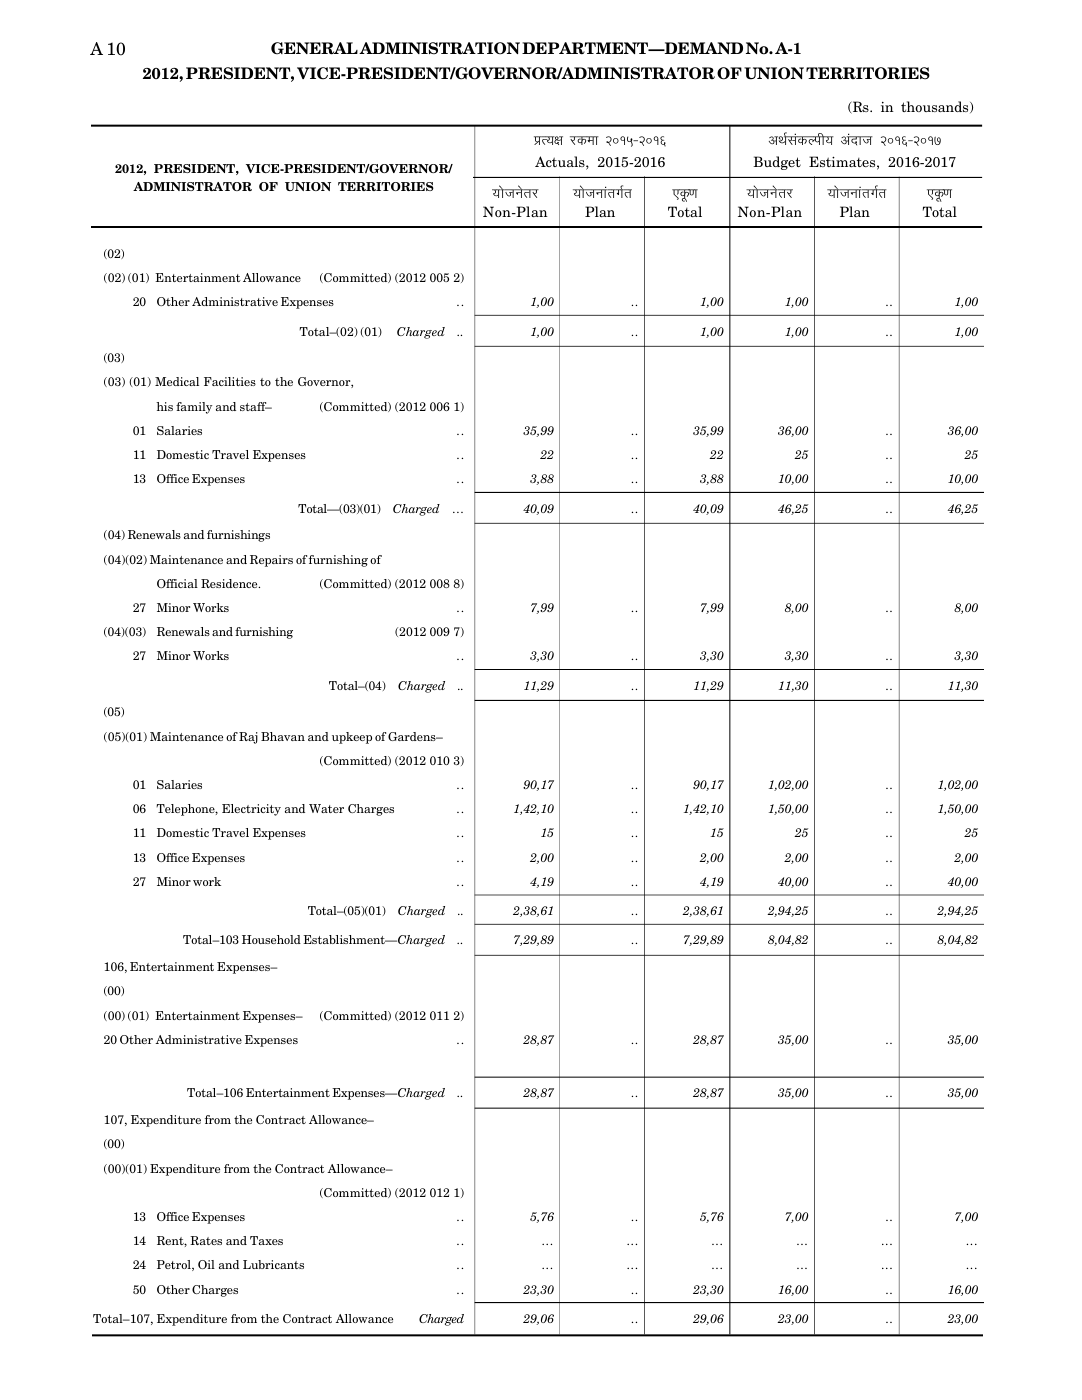 A 10
GENERAL ADMINISTRATION DEPARTMENT—DEMAND No. A-1
2012, PRESIDENT, VICE-PRESIDENT/GOVERNOR/ADMINISTRATOR OF UNION TERRITORIES
(Rs. in thousands)
2012, PRESIDENT, VICE-PRESIDENT/GOVERNOR/
ADMINISTRATOR OF UNION TERRITORIES
प्रत्यक्ष रकमा २०१५-२०१६ अर्थसंकल्पीय अंदाज २०१६-२०१७
Actuals, 2015-2016 Budget Estimates, 2016-2017
योजनेतर योजनांतर्गत एकूण योजनेतर योजनांतर्गत एकूण
Non-Plan Plan Total Non-Plan Plan Total
(02)
(02) (01) Entertainment Allowance (Committed) (2012 005 2)
20 Other Administrative Expenses .. 1,00 .. 1,00 1,00 .. 1,00
Total–(02) (01) Charged .. 1,00 .. 1,00 1,00 .. 1,00
(03)
(03) (01) Medical Facilities to the Governor,
his family and staff– (Committed) (2012 006 1)
01 Salaries .. 35,99 .. 35,99 36,00 .. 36,00
11 Domestic Travel Expenses .. 22 .. 22 25 .. 25
13 Office Expenses .. 3,88 .. 3,88 10,00 .. 10,00
Total—(03)(01) Charged ... 40,09 .. 40,09 46,25 .. 46,25
(04) Renewals and furnishings
(04)(02) Maintenance and Repairs of furnishing of
Official Residence. (Committed) (2012 008 8)
27 Minor Works .. 7,99 .. 7,99 8,00 .. 8,00
(04)(03) Renewals and furnishing (2012 009 7)
27 Minor Works .. 3,30 .. 3,30 3,30 .. 3,30
Total–(04) Charged .. 11,29 .. 11,29 11,30 .. 11,30
(05)
(05)(01) Maintenance of Raj Bhavan and upkeep of Gardens–
(Committed) (2012 010 3)
01 Salaries .. 90,17 .. 90,17 1,02,00 .. 1,02,00
06 Telephone, Electricity and Water Charges .. 1,42,10 .. 1,42,10 1,50,00 .. 1,50,00
11 Domestic Travel Expenses .. 15 .. 15 25 .. 25
13 Office Expenses .. 2,00 .. 2,00 2,00 .. 2,00
27 Minor work .. 4,19 .. 4,19 40,00 .. 40,00
Total–(05)(01) Charged .. 2,38,61 .. 2,38,61 2,94,25 .. 2,94,25
Total–103 Household Establishment—Charged .. 7,29,89 .. 7,29,89 8,04,82 .. 8,04,82
106, Entertainment Expenses–
(00)
(00) (01) Entertainment Expenses– (Committed) (2012 011 2)
20 Other Administrative Expenses .. 28,87 .. 28,87 35,00 .. 35,00
Total–106 Entertainment Expenses—Charged .. 28,87 .. 28,87 35,00 .. 35,00
107, Expenditure from the Contract Allowance–
(00)
(00)(01) Expenditure from the Contract Allowance–
(Committed) (2012 012 1)
13 Office Expenses .. 5,76 .. 5,76 7,00 .. 7,00
14 Rent, Rates and Taxes .. ... ... ... ... ... ...
24 Petrol, Oil and Lubricants .. ... ... ... ... ... ...
50 Other Charges .. 23,30 .. 23,30 16,00 .. 16,00
Total–107, Expenditure from the Contract Allowance Charged 29,06 .. 29,06 23,00 .. 23,00